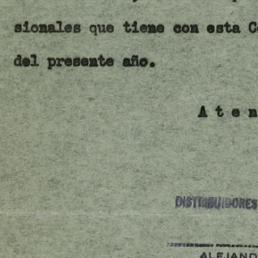 sionales que tiene con esta C
del presente año.
A t e n
DISTRIBUIDORES
ALEJAND